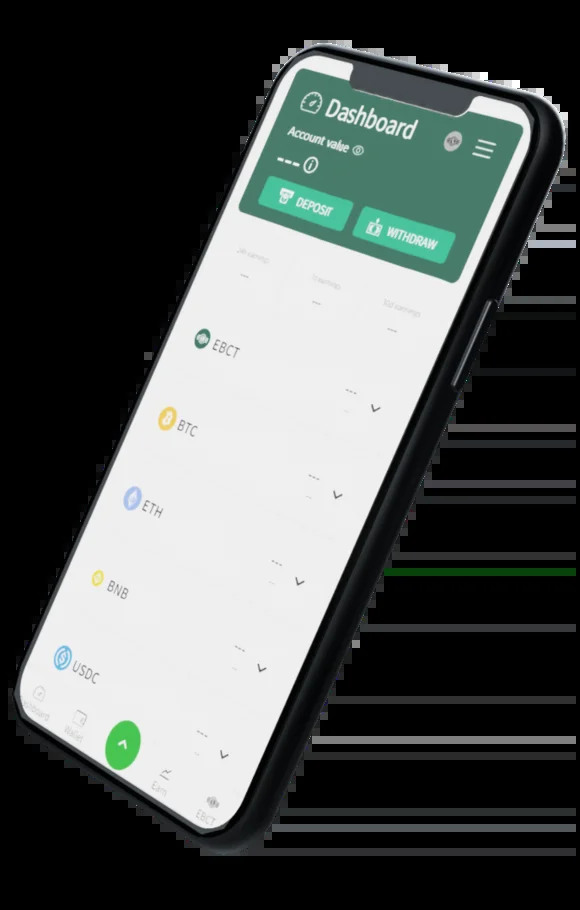 Dashboard
Account value
---
DEPOSIT
WITHDRAW
24h earnings
7d earnings
30d earnings
---
---
---
EBCT
---
BTC
---
ETH
---
BNB
---
USDC
---
Dashboard
Wallet
Earn
EBCT